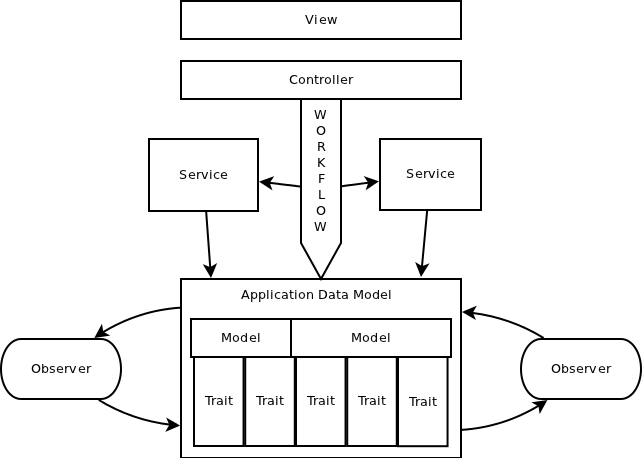 View
Controller
W
O
R
K
F
L
O
W
Service
Service
Application Data Model
Model
Model
Observer
Observer
Trait
Trait
Trait
Trait
Trait